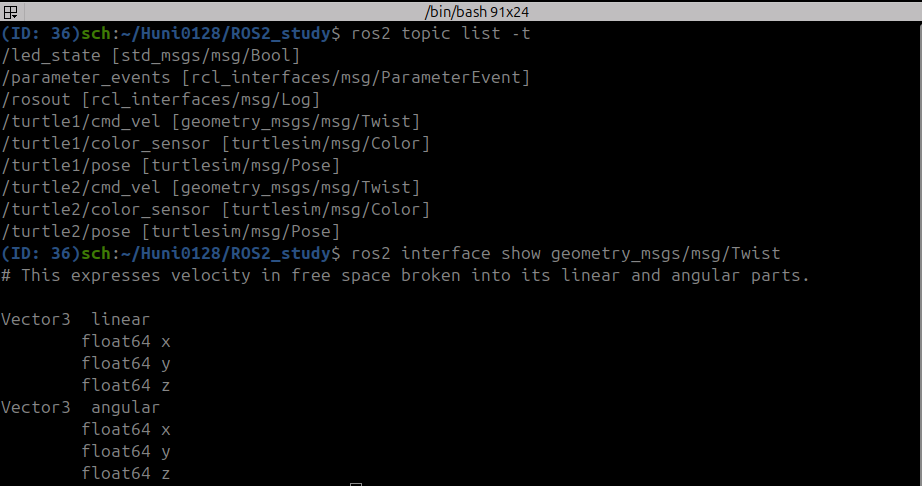 /bin/bash 91x24
(ID: 36)sch:~/Huni0128/ROS2_study$ ros2 topic list -t
/led_state [std_msgs/msg/Bool]
/parameter_events [rcl_interfaces/msg/ParameterEvent]
/rosout [rcl_interfaces/msg/Log]
/turtle1/cmd_vel [geometry_msgs/msg/Twist]
/turtle1/color_sensor [turtlesim/msg/Color]
/turtle1/pose [turtlesim/msg/Pose]
/turtle2/cmd_vel [geometry_msgs/msg/Twist]
/turtle2/color_sensor [turtlesim/msg/Color]
/turtle2/pose [turtlesim/msg/Pose]
(ID: 36)sch:~/Huni0128/ROS2_study$ ros2 interface show geometry_msgs/msg/Twist
# This expresses velocity in free space broken into its linear and angular parts.

Vector3  linear
        float64 x
        float64 y
        float64 z
Vector3  angular
        float64 x
        float64 y
        float64 z